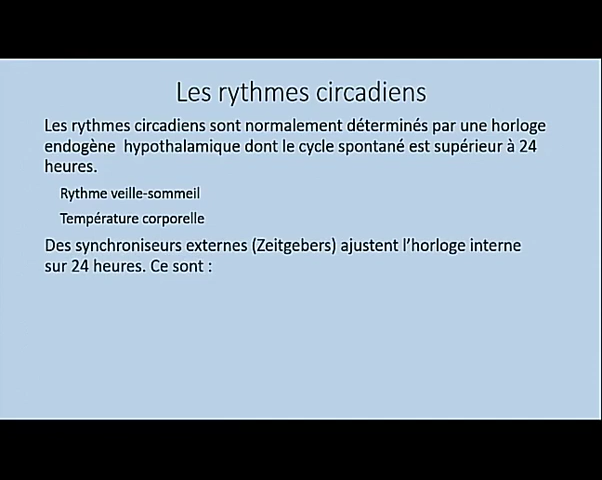 Les rythmes circadiens
Les rythmes circadiens sont normalement déterminés par une horloge
endogène hypothalamique dont le cycle spontané est supérieur à 24
heures.
Rythme veille-sommeil
Température corporelle
Des synchroniseurs externes (Zeitgebers) ajustent l'horloge interne
sur 24 heures. Ce sont :